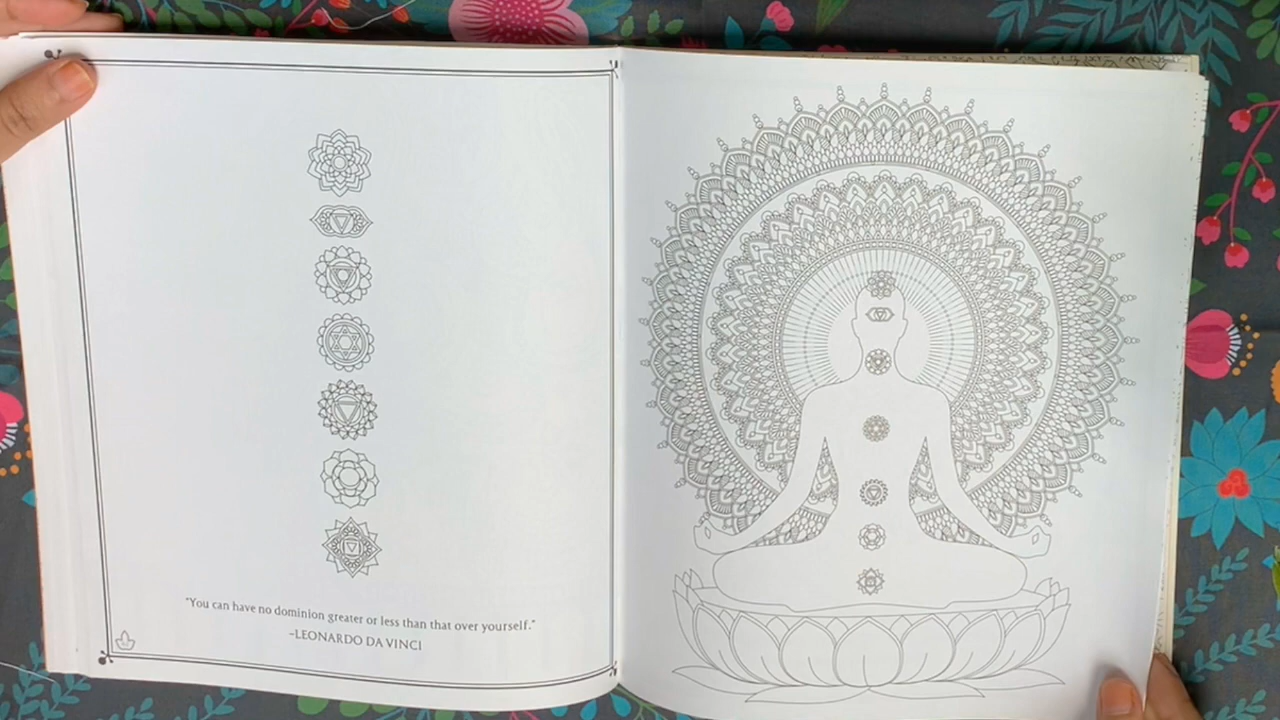 "You can have no dominion greater or less than that over yourself."
–LEONARDO DA VINCI